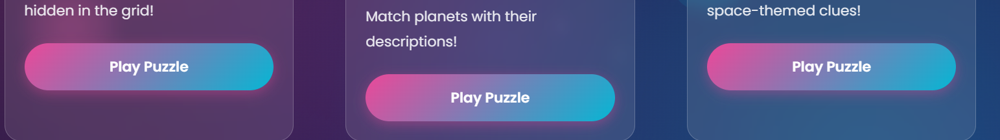 hidden in the grid!
Play Puzzle
Match planets with their
descriptions!
Play Puzzle
space-themed clues!
Play Puzzle